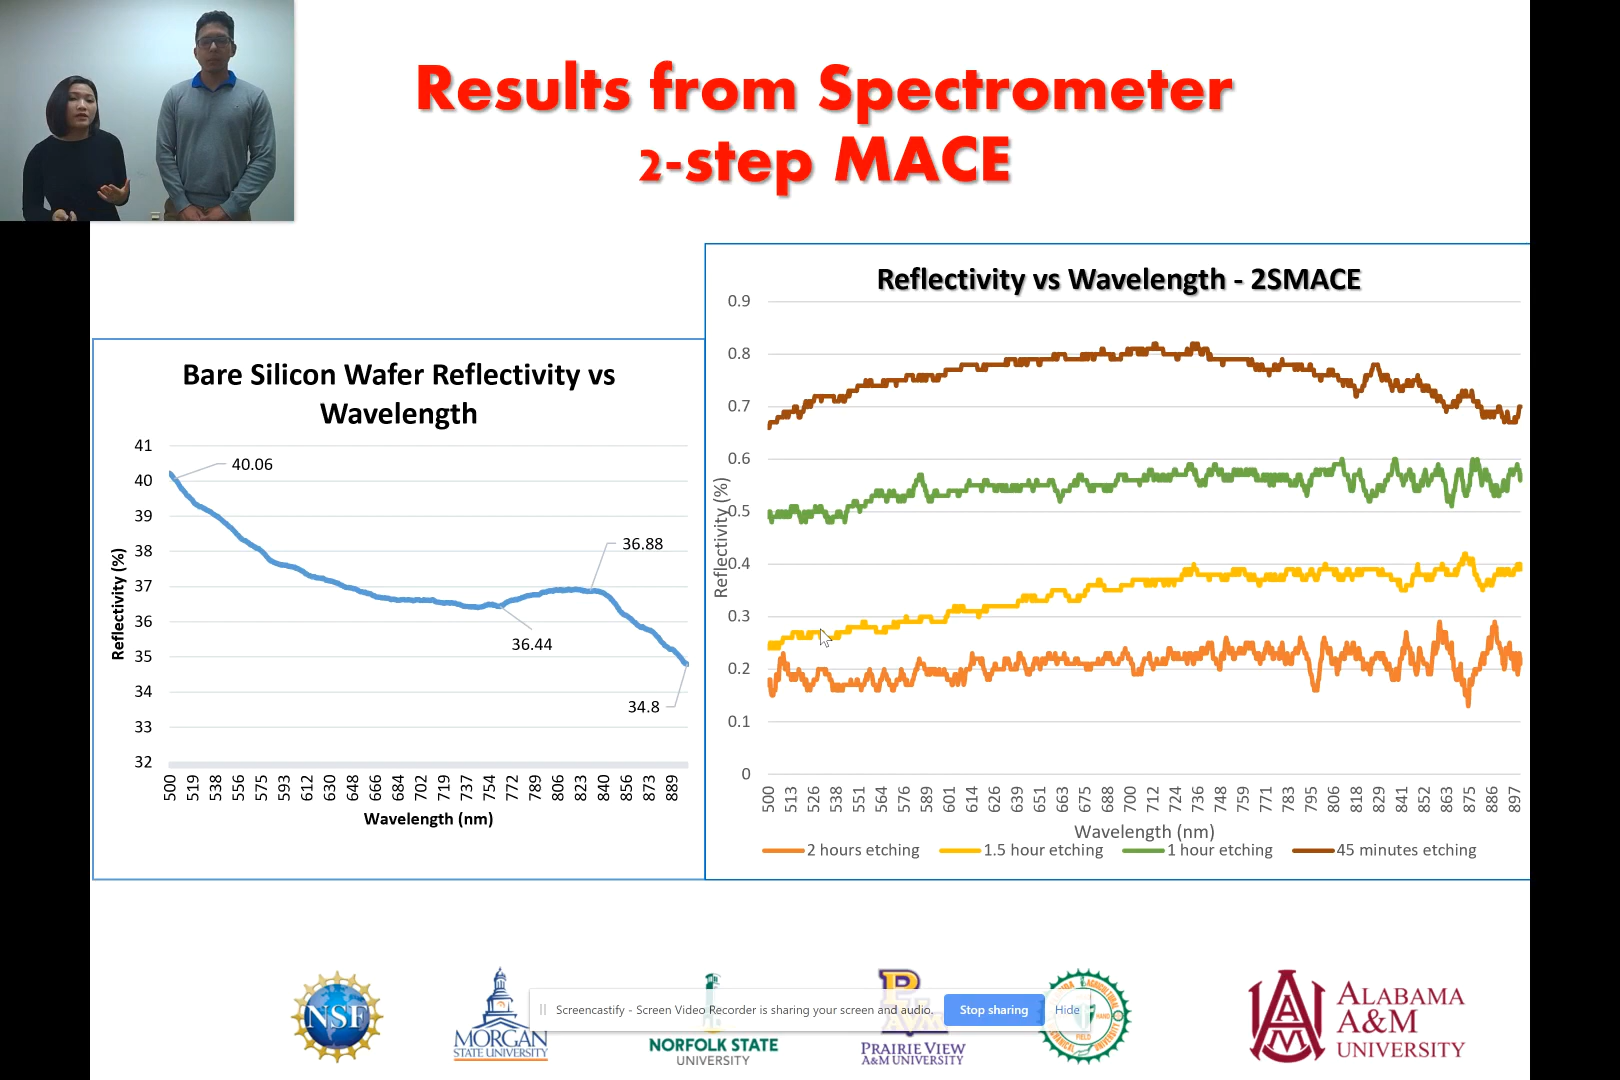 Results from Spectrometer
2-step MACE
Bare Silicon Wafer Reflectivity vs
Wavelength
41
40
39
38
37
36
35
34
33
32
Reflectivity (%)
40.06
36.88
36.44
34.8
500 519 538 556 575 593 612 630 648 666 684 702 719 737 754 772 789 806 823 840 856 873 889
Wavelength (nm)
Reflectivity vs Wavelength - 2SMACE
0.9
0.8
0.7
0.6
0.5
0.4
0.3
0.2
0.1
0
Reflectivity (%)
500 513 526 538 551 564 576 589 601 614 626 639 651 663 675 688 700 712 724 736 748 759 771 783 795 806 818 829 841 852 863 875 886 897
Wavelength (nm)
2 hours etching 1.5 hour etching 1 hour etching 45 minutes etching
NSF
MORGAN
STATE UNIVERSITY
NORFOLK STATE
UNIVERSITY
PRAIRIE VIEW
A&M UNIVERSITY
ALABAMA
A&M
UNIVERSITY
Screencastify - Screen Video Recorder is sharing your screen and audio. Stop sharing Hide